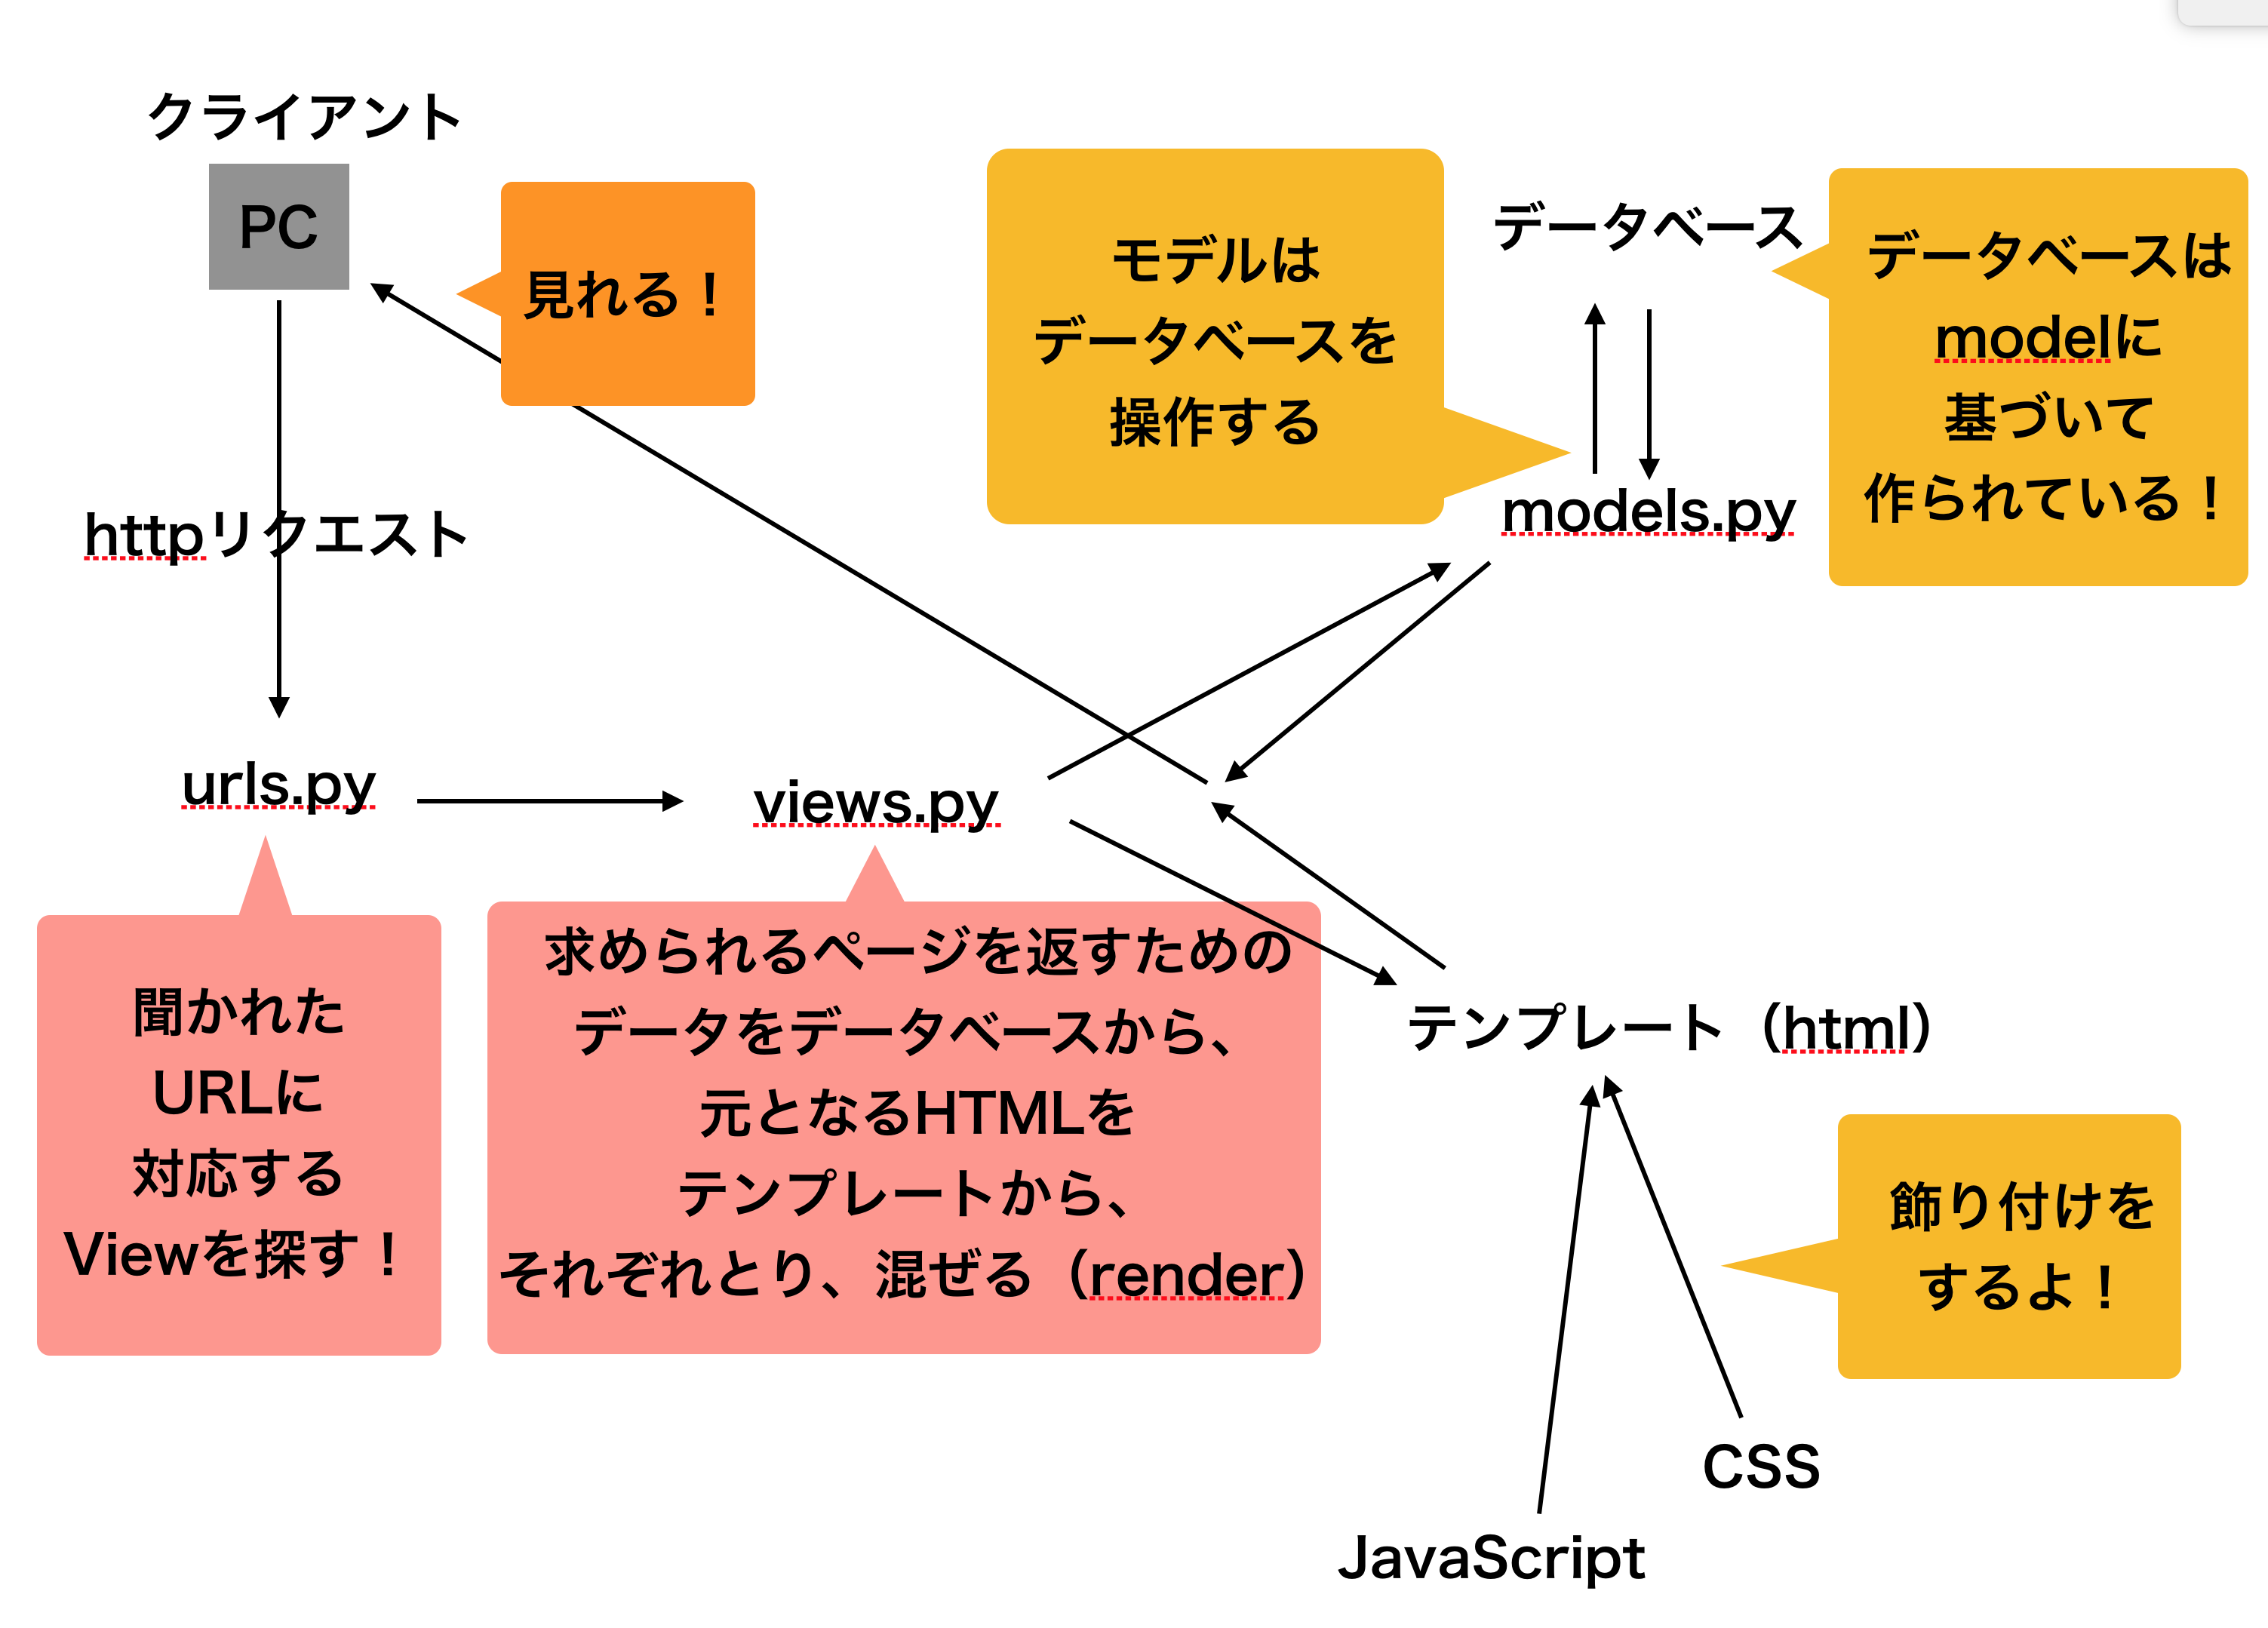 クライアント
PC
見れる！
httpリクエスト
モデルは
データベースを
操作する
データベース
データベースは
modelに
基づいて
作られている！
models.py
urls.py
views.py
聞かれた
URLに
対応する
Viewを探す！
求められるページを返すための
データをデータベースから、
元となるHTMLを
テンプレートから、
それぞれとり、混ぜる（render）
テンプレート（html）
飾り付けを
するよ！
CSS
JavaScript